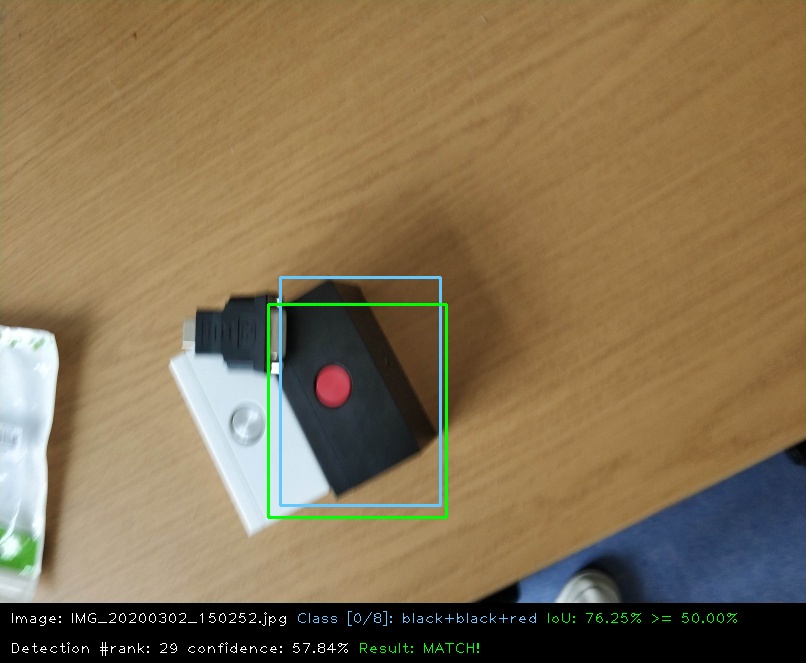 Image: IMG_20200302_150252.jpg Class [0/8]: black+black+red IoU: 76.25% >= 50.00%
Detection #rank: 29 confidence: 57.84% Result: MATCH!